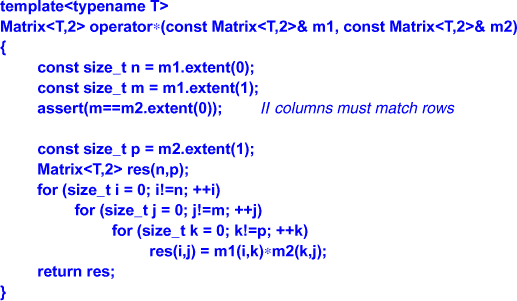 template<typename T>
Matrix<T,2> operator*(const Matrix<T,2>& m1, const Matrix<T,2>& m2)
{
const size_t n = m1.extent(0);
const size_t m = m1.extent(1);
assert(m==m2.extent(0)); // columns must match rows
const size_t p = m2.extent(1);
Matrix<T,2> res(n,p);
for (size_t i = 0; i!=n; ++i)
for (size_t j = 0; j!=m; ++j)
for (size_t k = 0; k!=p; ++k)
res(i,j) = m1(i,k)*m2(k,j);
return res;
}